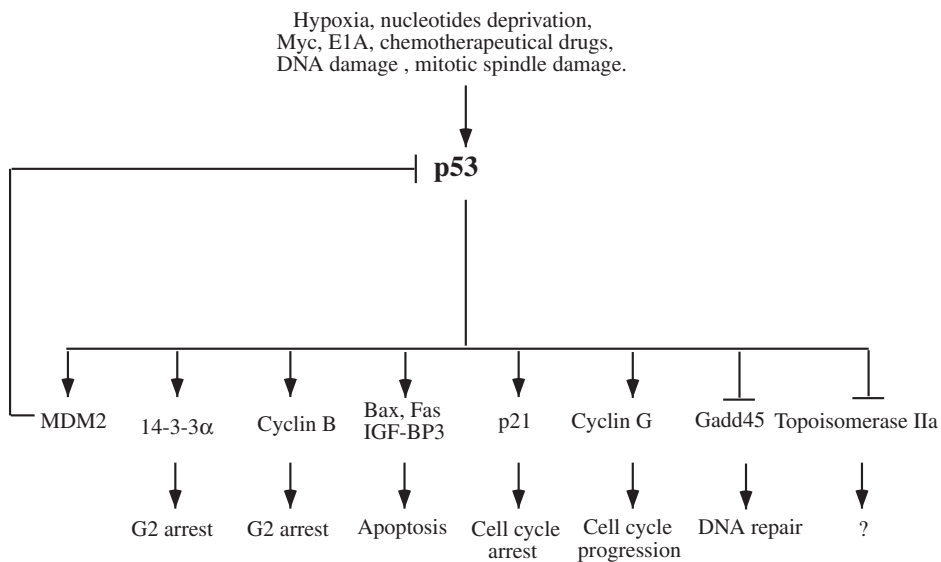 Hypoxia, nucleotides deprivation,
Myc, E1A, chemotherapeutical drugs,
DNA damage , mitotic spindle damage.
p53
MDM2
14-3-3α
Cyclin B
Bax, Fas
IGF-BP3
p21
Cyclin G
Gadd45
Topoisomerase IIa
G2 arrest
G2 arrest
Apoptosis
Cell cycle
arrest
Cell cycle
progression
DNA repair
?